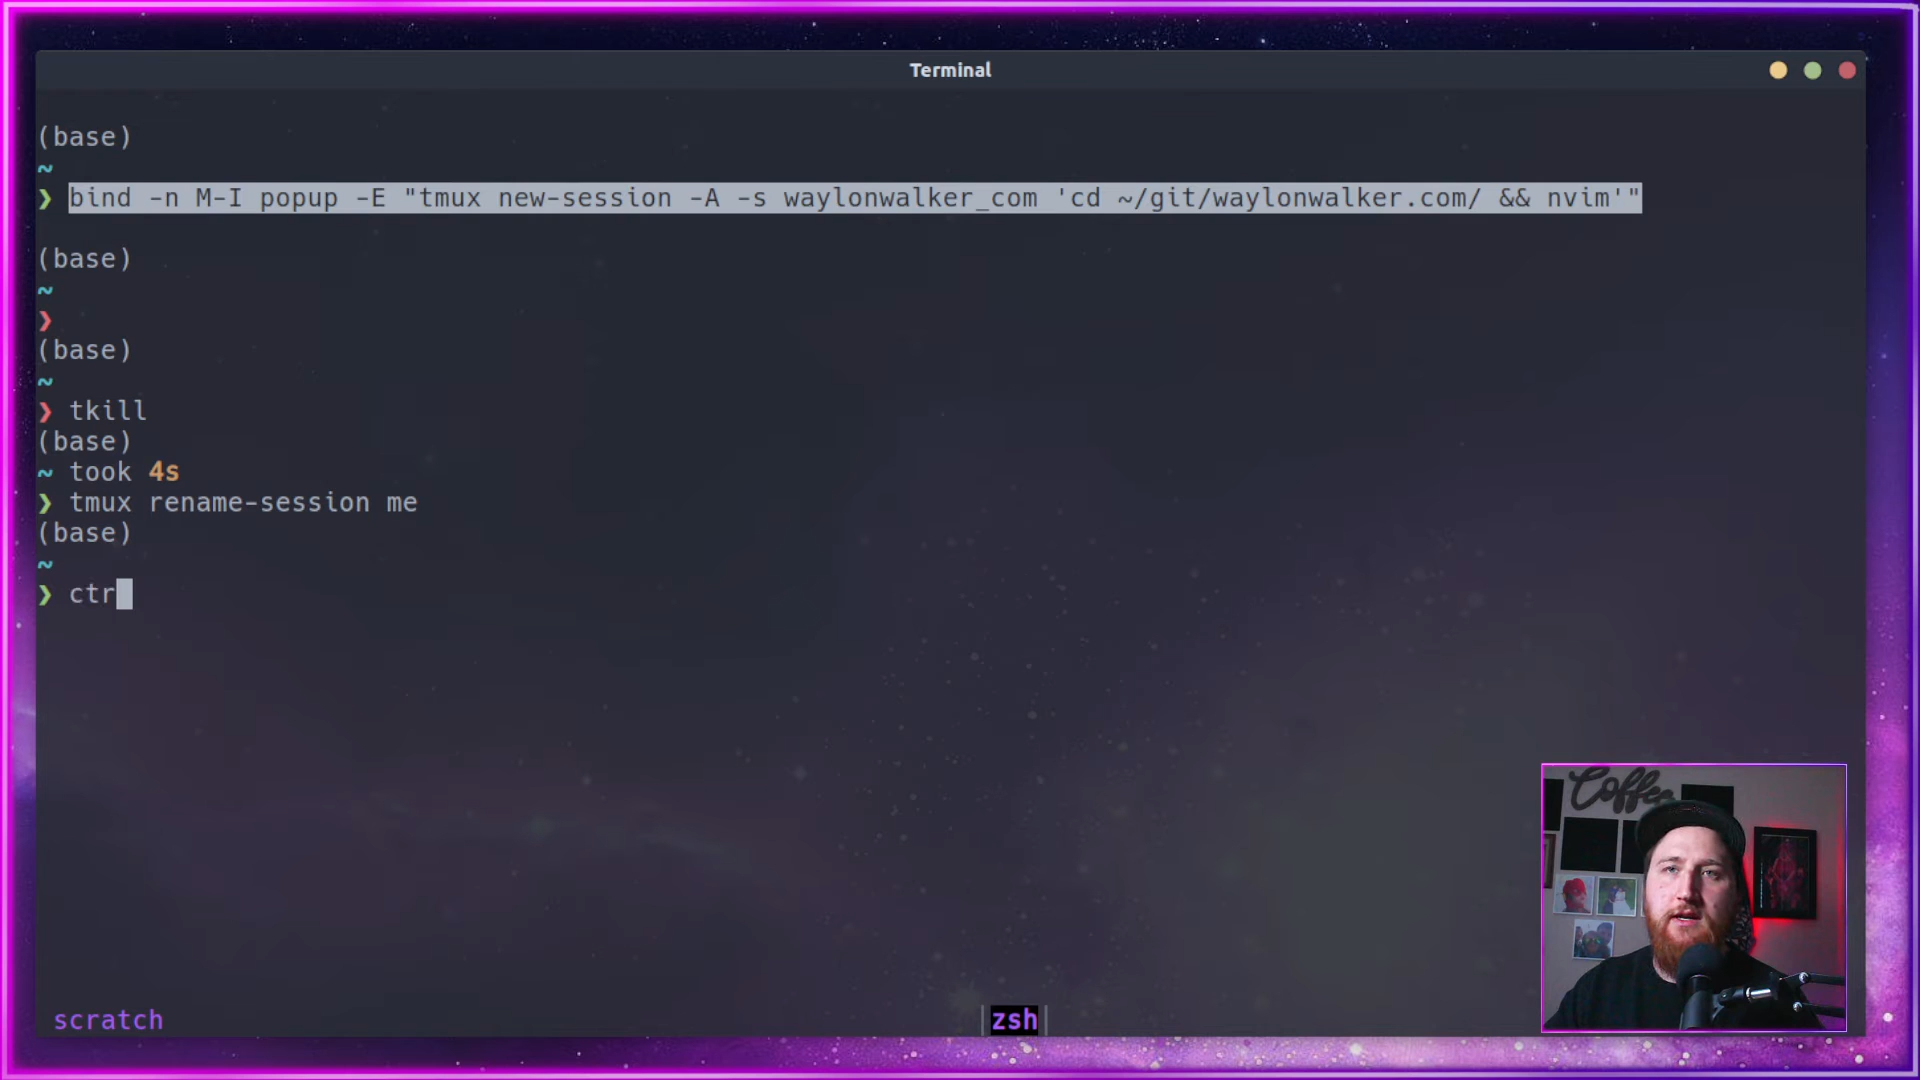 Terminal
(base)
~
❯ bind -n M-I popup -E "tmux new-session -A -s waylonwalker_com 'cd ~/git/waylonwalker.com/ && nvim'"
(base)
~
❯
(base)
~
❯ tkill
(base)
~ took 4s
❯ tmux rename-session me
(base)
~
❯ ctr
Coffee
scratch
|zsh|